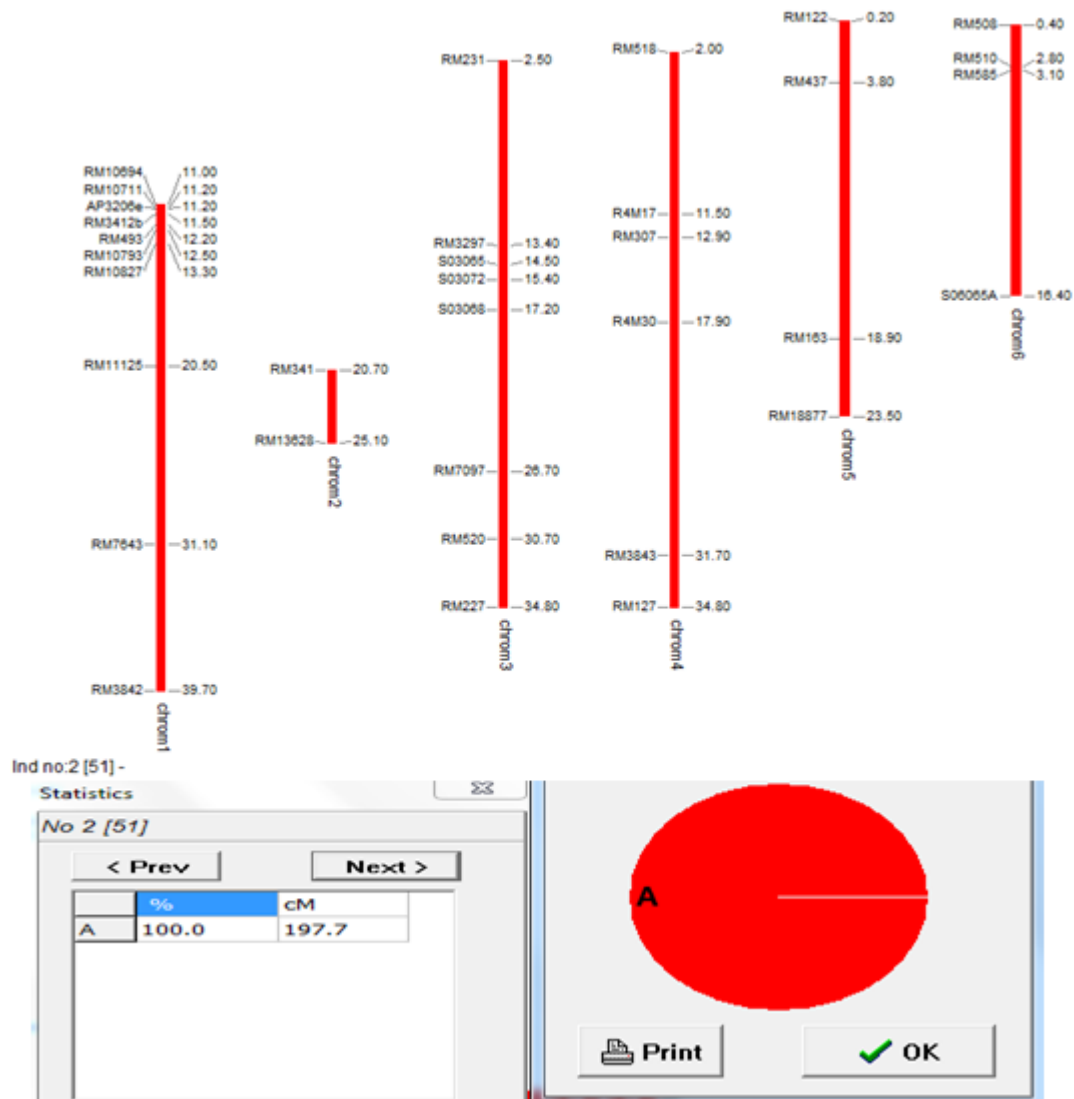 RM10694 11.00
RM10711 11.20
AP3206e 11.20
RM3412b 11.50
RM493 12.20
RM10793 12.50
RM10827 13.30
RM11125 20.50
RM7643 31.10
RM3842 39.70
chrom1
RM341 20.70
RM13628 25.10
chrom2
RM231 2.50
RM3297 13.40
S03065 14.50
S03072 15.40
S03068 17.20
RM7097 26.70
RM520 30.70
RM227 34.80
chrom3
RM518 2.00
R4M17 11.50
RM307 12.90
R4M30 17.90
RM3843 31.70
RM127 34.80
chrom4
RM122 0.20
RM437 3.80
RM163 18.90
RM18877 23.50
chrom5
RM508 0.40
RM510 2.80
RM585 3.10
S06065A 16.40
chrom6
Ind no:2 [51] -
Statistics
No 2 [51]
< Prev Next >
% cM
A 100.0 197.7
A
Print OK